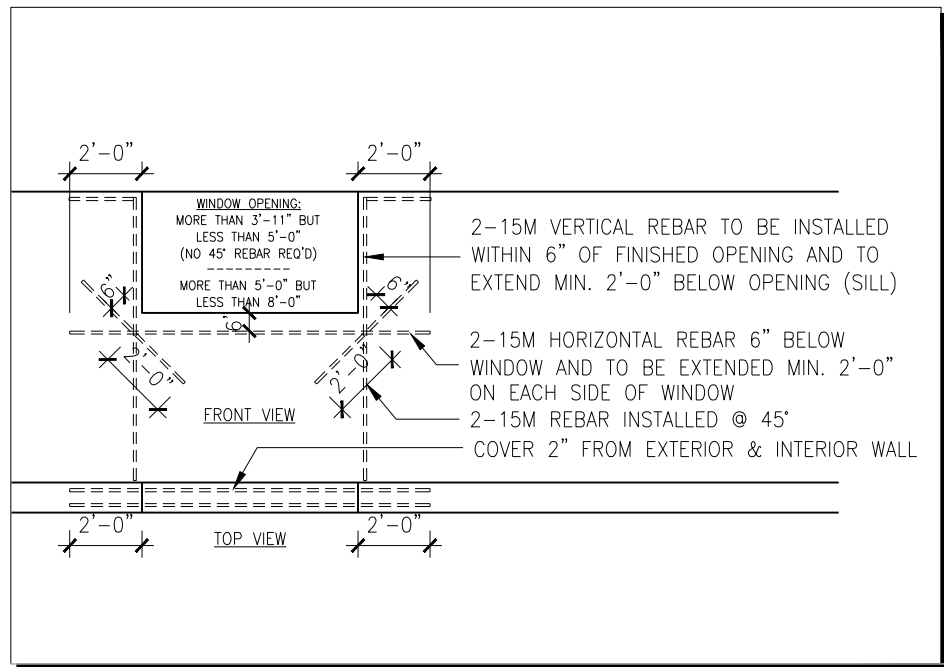 2'-0"
2'-0"
WINDOW OPENING:
MORE THAN 3'-11" BUT
LESS THAN 5'-0"
(NO 45° REBAR REQ'D)
----------
MORE THAN 5'-0" BUT
LESS THAN 8'-0"
2-15M VERTICAL REBAR TO BE INSTALLED
WITHIN 6" OF FINISHED OPENING AND TO
EXTEND MIN. 2'-0" BELOW OPENING (SILL)
6"
6"
6"
2-15M HORIZONTAL REBAR 6" BELOW
WINDOW AND TO BE EXTENDED MIN. 2'-0"
ON EACH SIDE OF WINDOW
2'-0"
2'-0"
FRONT VIEW
2-15M REBAR INSTALLED @ 45°
COVER 2" FROM EXTERIOR & INTERIOR WALL
2'-0"
2'-0"
TOP VIEW